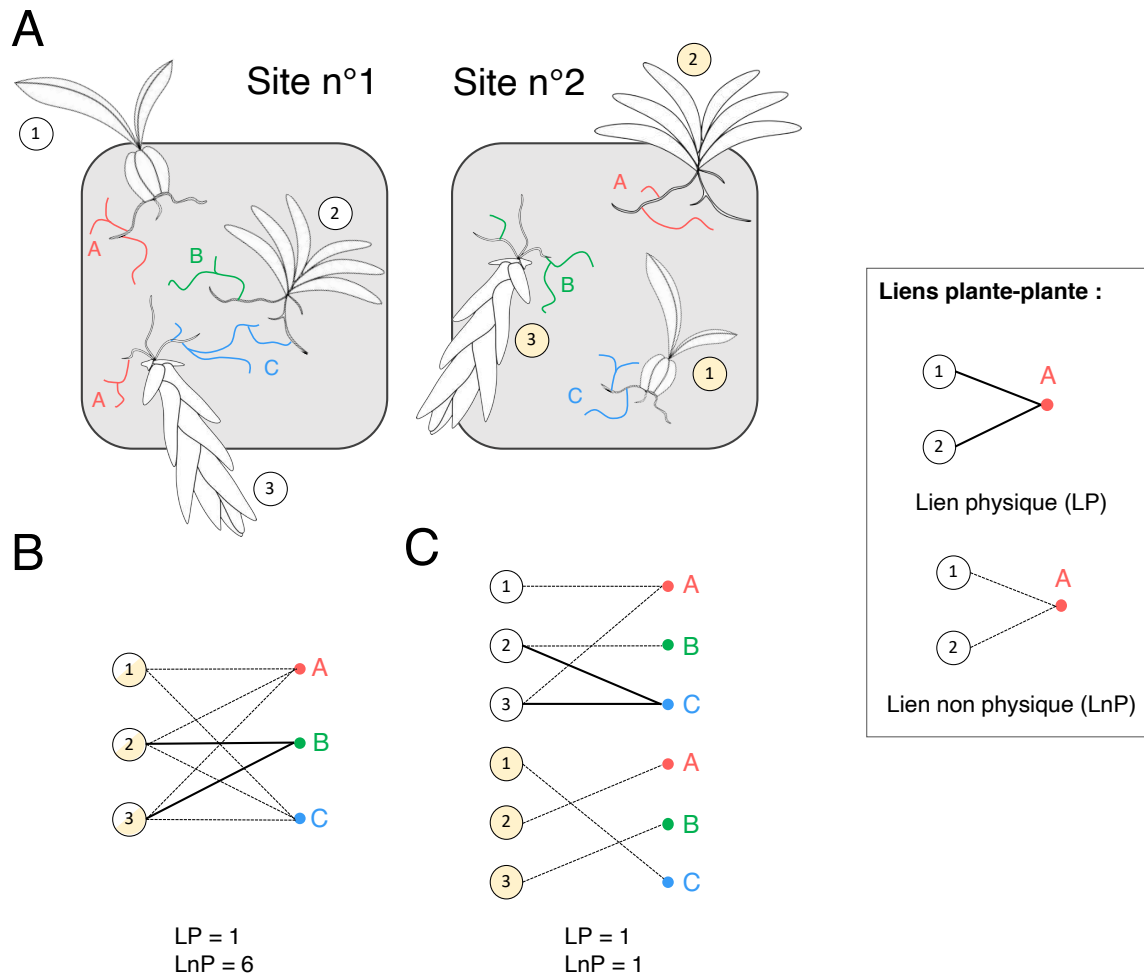 A
Site n°1
Site n°2
1
2
3
A
B
C
A
2
3
1
A
B
C
B
1
2
3
A
B
C
LP = 1
LnP = 6
C
1
2
3
A
B
C
1
2
3
A
B
C
LP = 1
LnP = 1
Liens plante-plante :
1
2
A
Lien physique (LP)
1
2
A
Lien non physique (LnP)